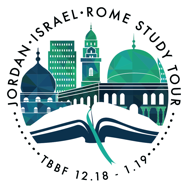 JORDAN·ISRAEL·ROME STUDY TOUR
TBBF 12.18 - 1.19